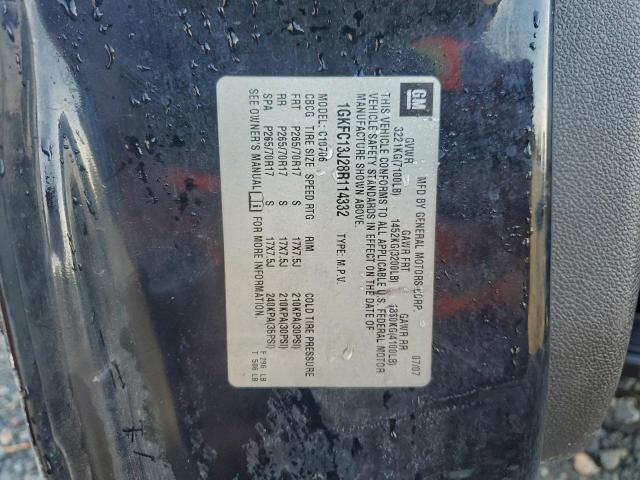 GM
MFD BY GENERAL MOTORS CORP. 07/07
GVWR GAWR FRT GAWR RR
3221KG(7100LB) 1452KG(3200LB) 1860KG(4100LB)
THIS VEHICLE CONFORMS TO ALL APPLICABLE U.S. FEDERAL MOTOR
VEHICLE SAFETY STANDARDS IN EFFECT ON THE DATE OF
MANUFACTURE SHOWN ABOVE.
1GKFC13J28R114332 TYPE: M.P.V.
MODEL: C10706
CBCG TIRE SIZE SPEED RTG RIM COLD TIRE PRESSURE
FRT P265/70R17 S 17X7.5J 210KPA(30PSI)
RR P265/70R17 S 17X7.5J 210KPA(30PSI)
SPA P265/70R17 S 17X7.5J 240KPA(35PSI)
SEE OWNER'S MANUAL FOR MORE INFORMATION.
F 296 LB
T 506 LB